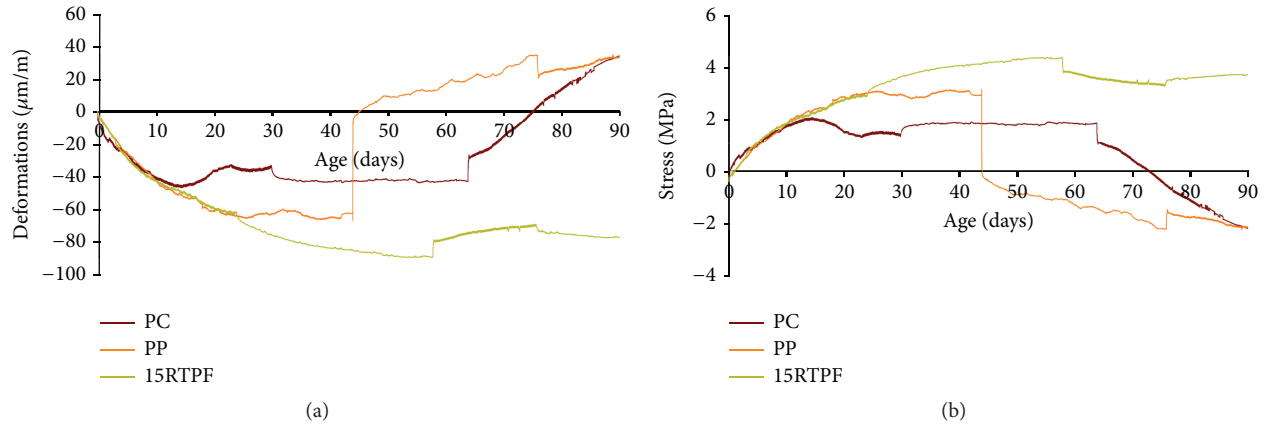 Deformations (μm/m)
60
40
20
0
−20
−40
−60
−80
−100
0 10 20 30 40 50 60 70 80 90
Age (days)
PC
PP
15RTPF
(a)
Stress (MPa)
6
4
2
0
−2
−4
0 10 20 30 40 50 60 70 80 90
Age (days)
PC
PP
15RTPF
(b)